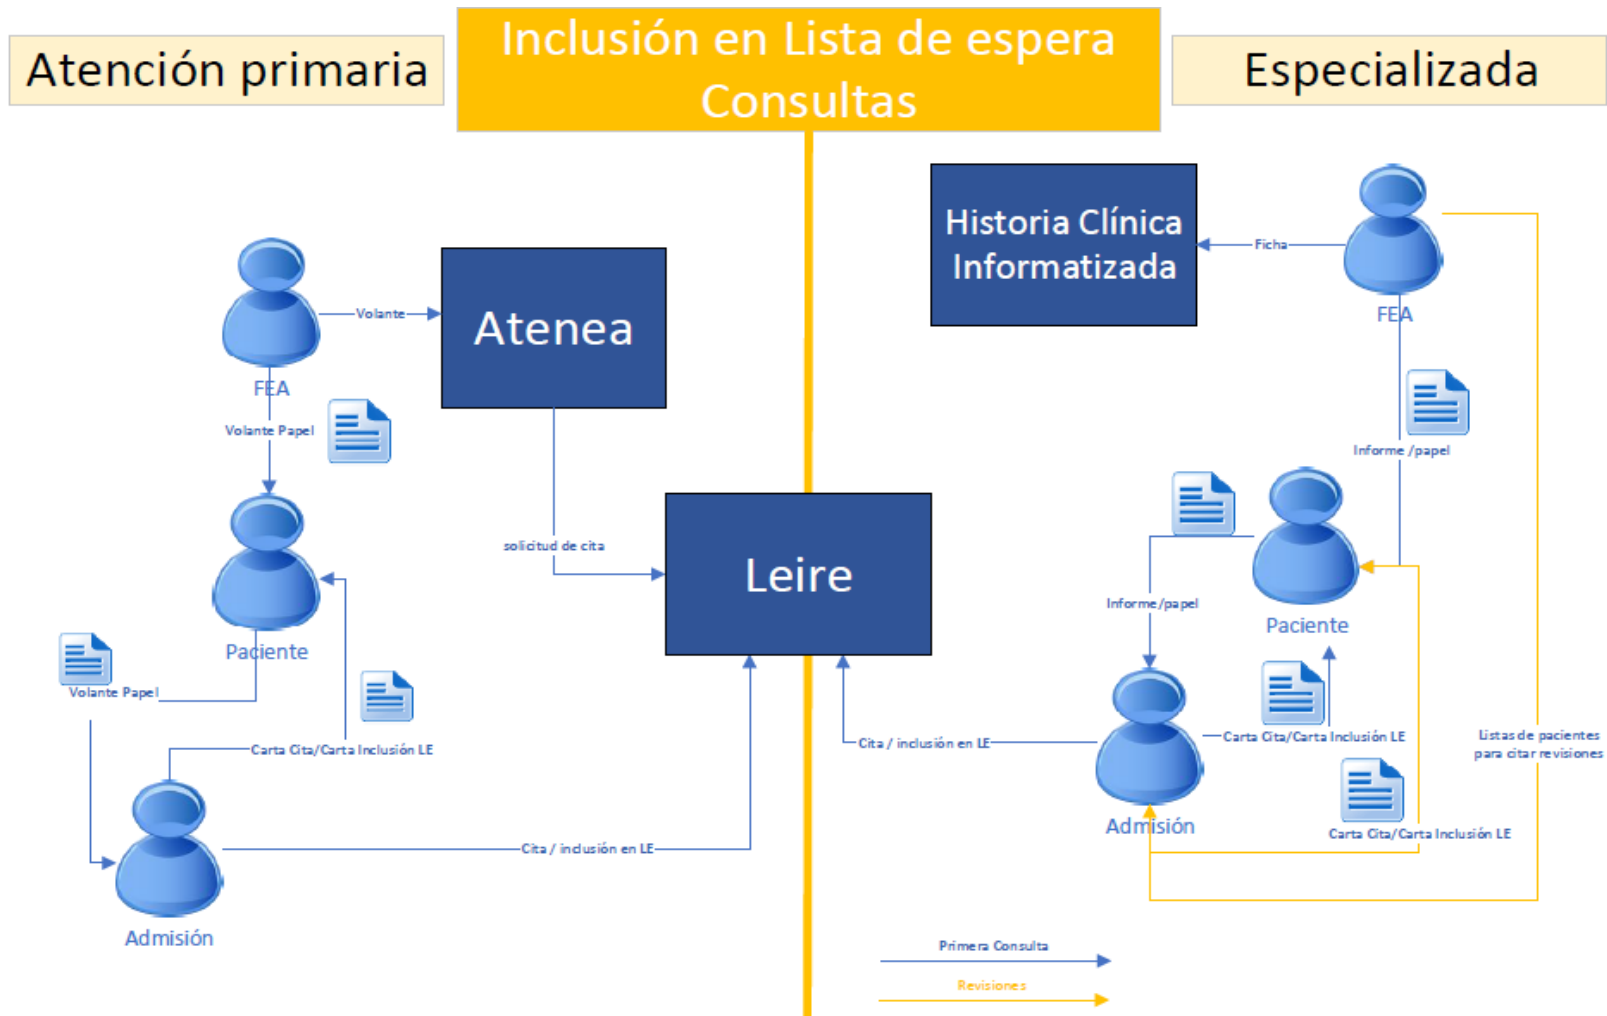 Atención primaria
Inclusión en Lista de espera
Consultas
Especializada
Historia Clínica
Informatizada
Ficha
FEA
Atenea
Volante
FEA
Volante Papel
Informe /papel
solicitud de cita
Leire
Paciente
Informe/papel
Paciente
Volante Papel
Carta Cita/Carta Inclusión LE
Cita / inclusión en LE
Carta Cita/Carta Inclusión LE
Listas de pacientes
para citar revisiones
Admisión
Carta Cita/Carta Inclusión LE
Cita / inclusión en LE
Admisión
Primera Consulta
Revisiones